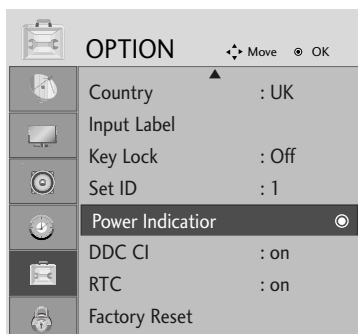 OPTION Move OK
Country : UK
Input Label
Key Lock : Off
Set ID : 1
Power Indicatior
DDC CI : on
RTC : on
Factory Reset